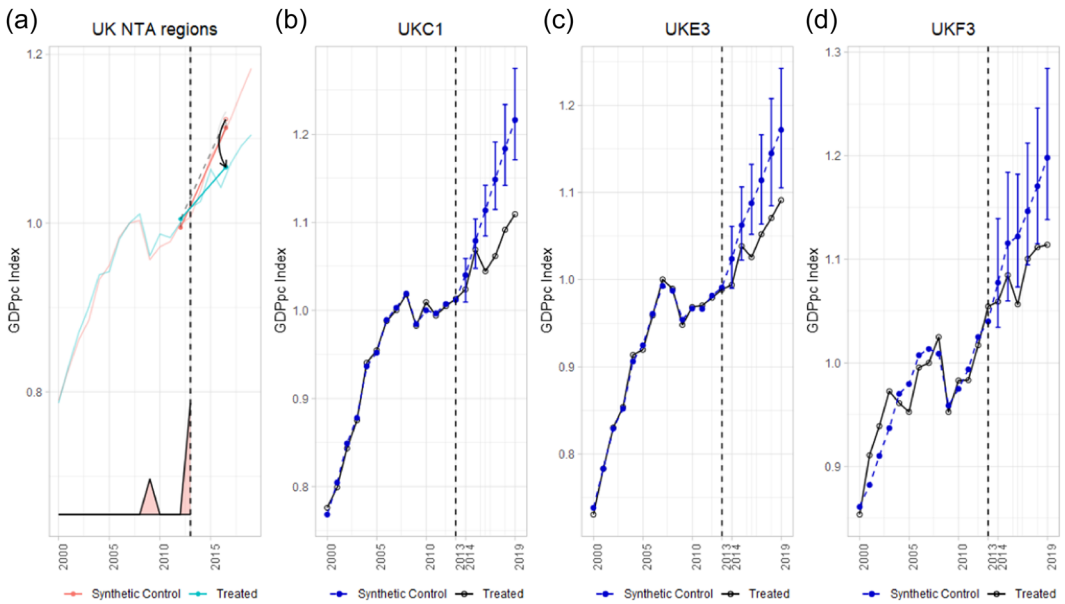 (a)
UK NTA regions
GDPpc Index
1.2
1.0
0.8
2000
2005
2010
2015
Synthetic Control
Treated
(b)
UKC1
GDPpc Index
1.2
1.1
1.0
0.9
0.8
2000
2005
2010
2013
2014
2019
Synthetic Control
Treated
(c)
UKE3
GDPpc Index
1.2
1.1
1.0
0.9
0.8
0.7
2000
2005
2010
2013
2014
2019
Synthetic Control
Treated
(d)
UKF3
GDPpc Index
1.3
1.2
1.1
1.0
0.9
2000
2005
2010
2013
2014
2019
Synthetic Control
Treated